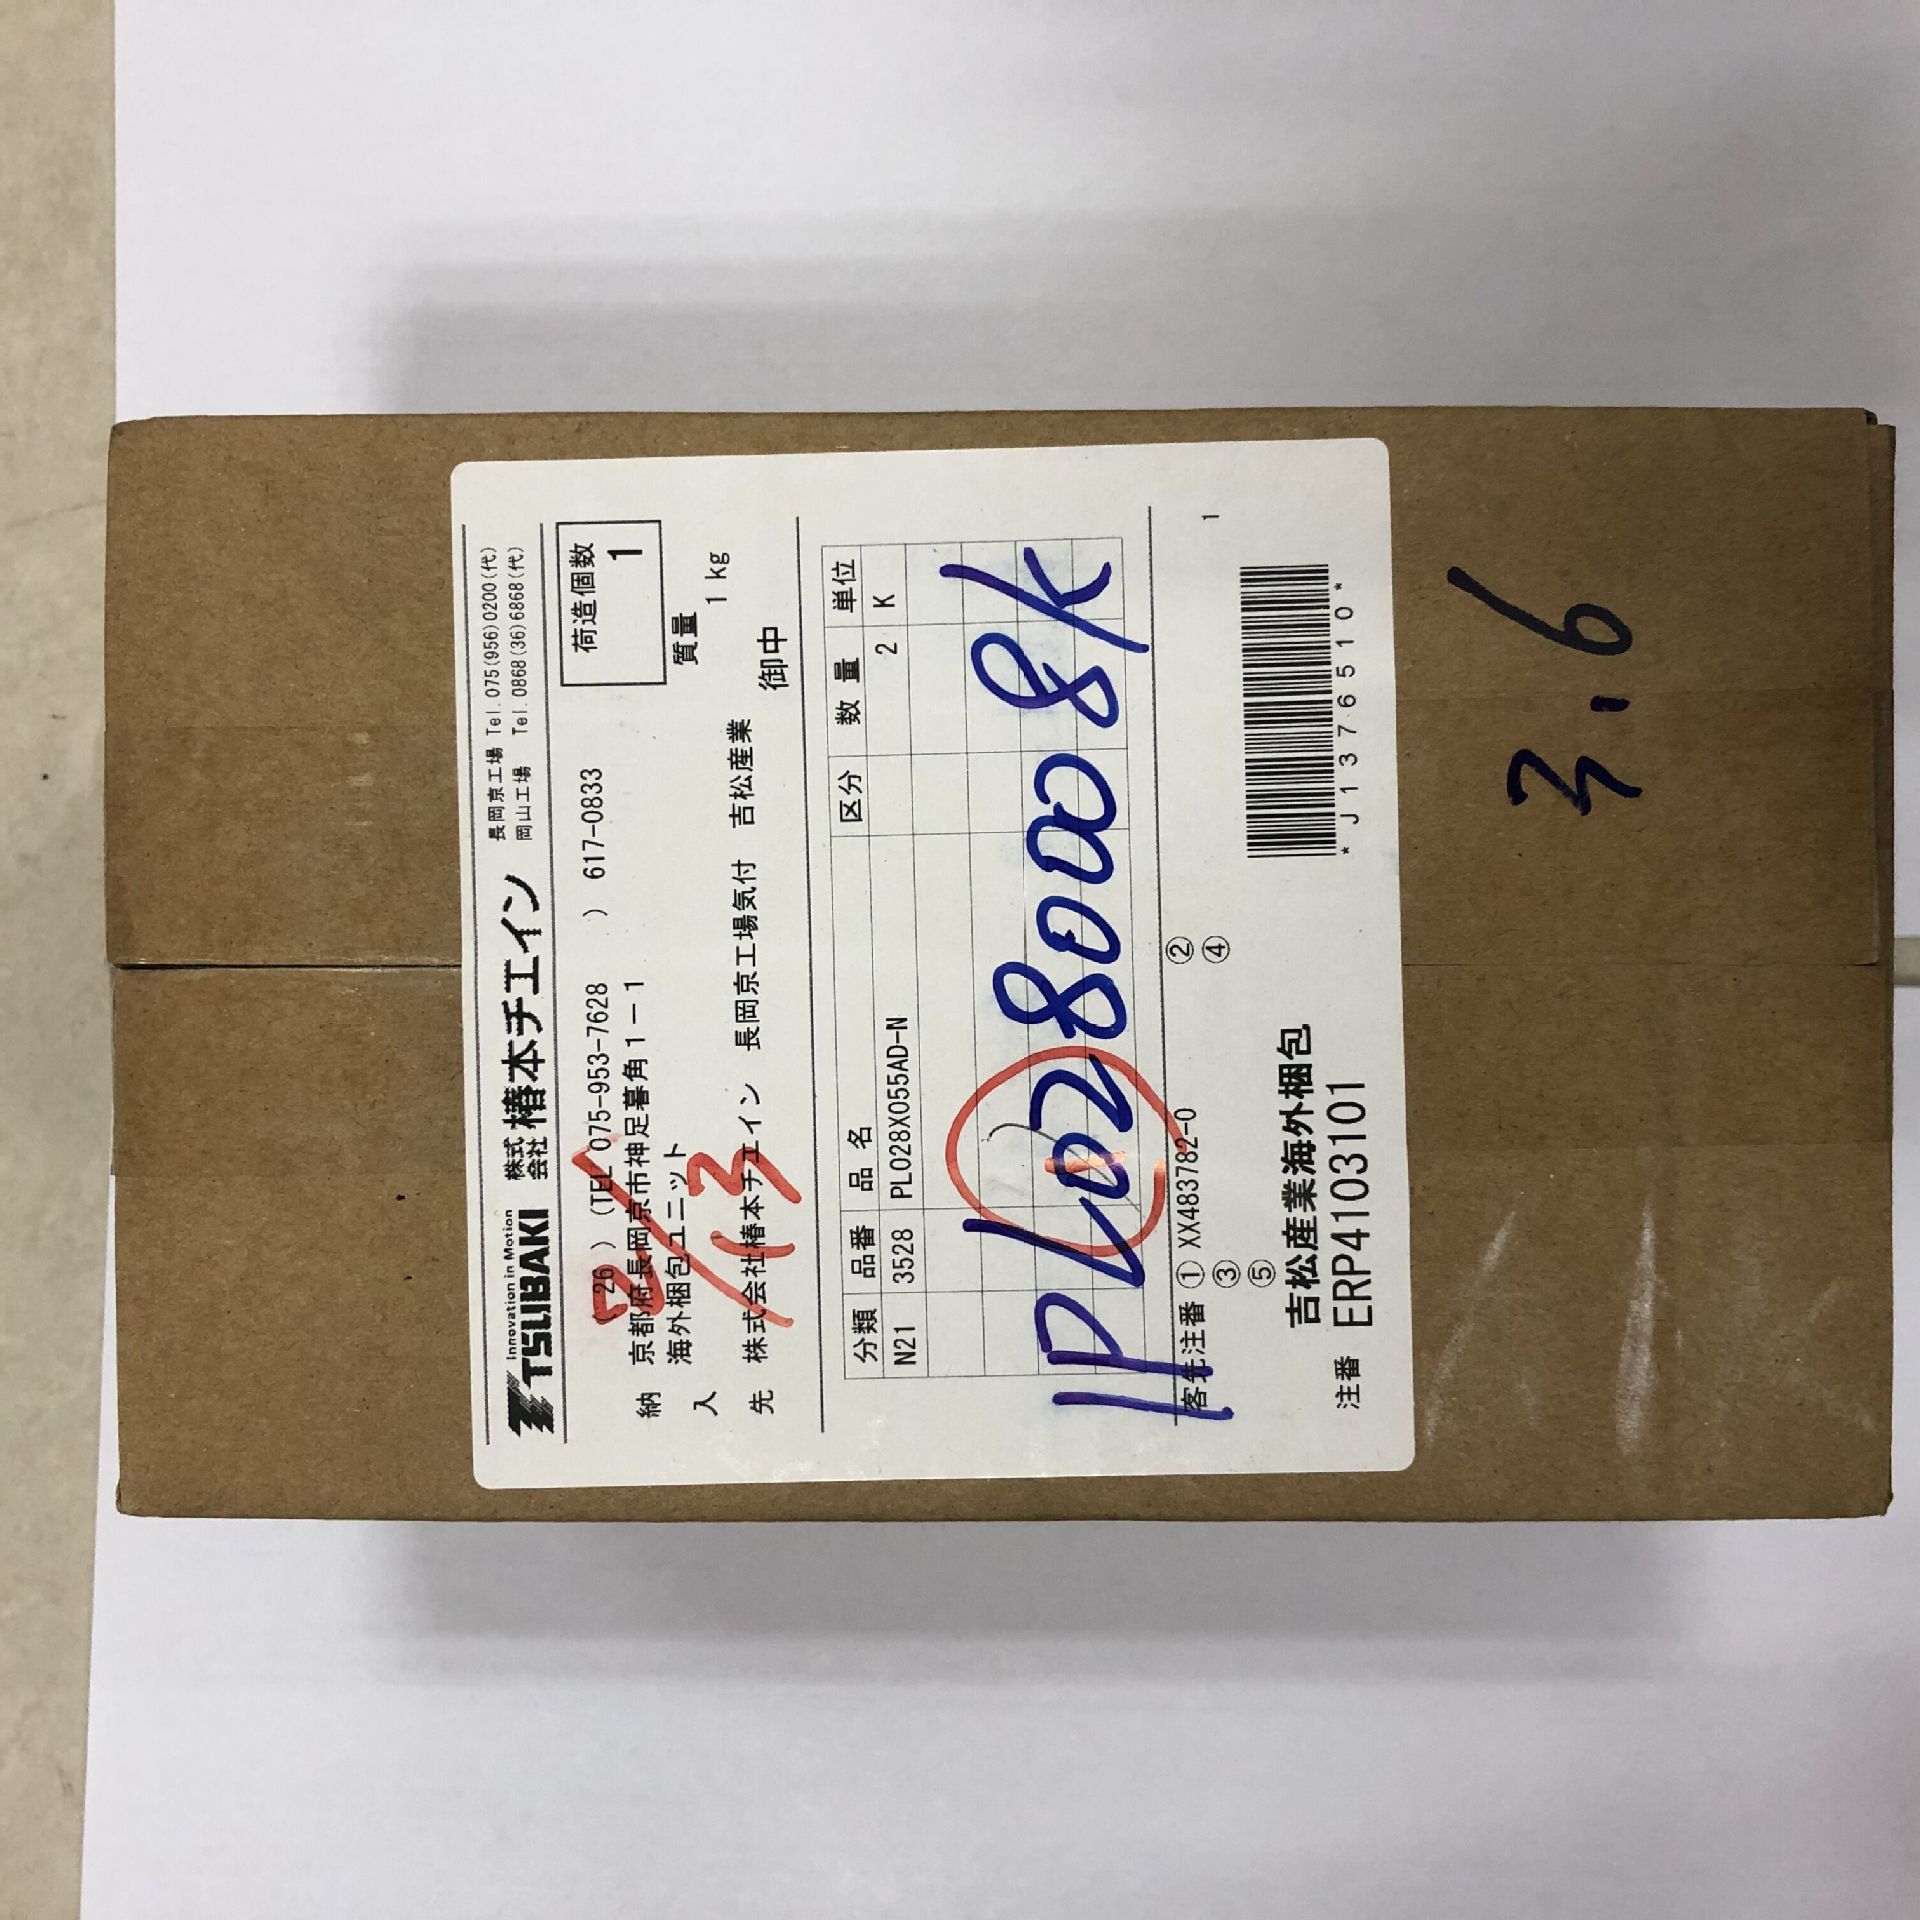 Innovation in Motion
TSUBAKI 株式会社 椿本チエイン
長岡京工場 Tel.075(956)0200(代)
岡山工場 Tel.0868(36)6868(代)
荷造個数
1
質量
1 kg
納入先
( 26 ) (TEL 075-953-7628 ) 617-0833
京都府長岡京市神足暮角1-1
海外梱包ユニット
株式会社椿本チエイン 長岡京工場気付 吉松産業
御中
分類 品番 品名 区分 数量 単位
N21 3528 PL028X055AD-N 2 K
客先注番 ① XX483782-0 ② 1
③ ④
⑤
吉松産業海外梱包
注番 ERP4103101
*J1376510*
3.6